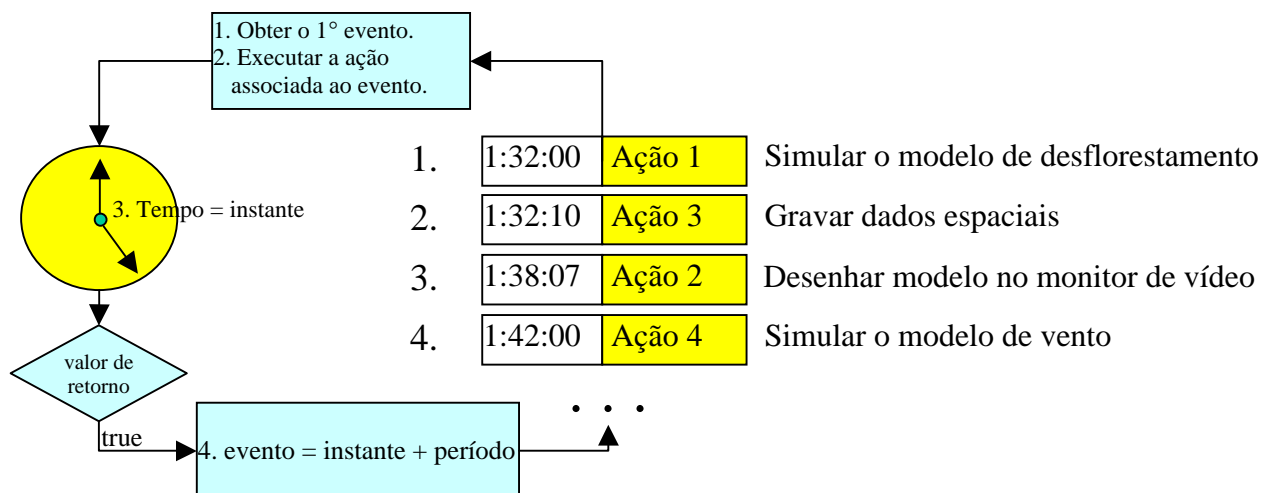 1. Obter o 1° evento.
2. Executar a ação
associada ao evento.
1. 1:32:00 Ação 1 Simular o modelo de desflorestamento
3. Tempo = instante
2. 1:32:10 Ação 3 Gravar dados espaciais
3. 1:38:07 Ação 2 Desenhar modelo no monitor de vídeo
4. 1:42:00 Ação 4 Simular o modelo de vento
valor de
retorno
. . .
true
4. evento = instante + período